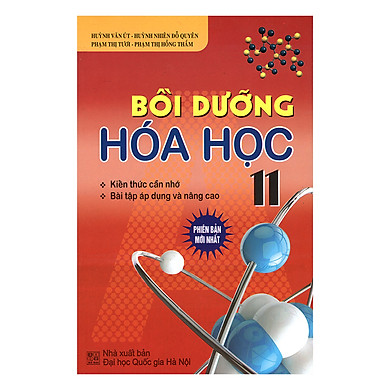 HUỲNH VĂN ÚT - HUỲNH NHIÊN ĐỖ QUYÊN
PHẠM THỊ TƯƠI - PHẠM THỊ HỒNG THẮM
BỒI DƯỠNG
HÓA HỌC
11
Kiến thức cần nhớ
Bài tập áp dụng và nâng cao
PHIÊN BẢN
MỚI NHẤT
Nhà xuất bản
Đại học Quốc gia Hà Nội